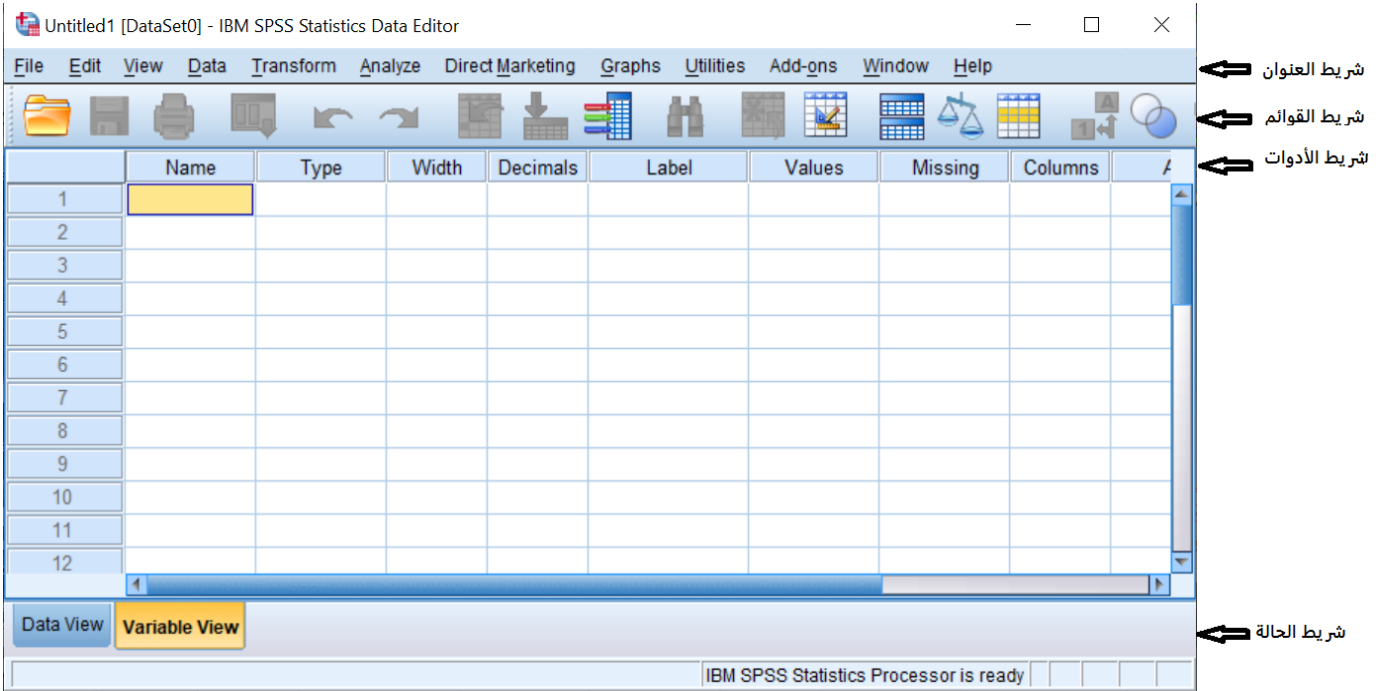 Untitled1 [DataSet0] - IBM SPSS Statistics Data Editor
File Edit View Data Transform Analyze Direct Marketing Graphs Utilities Add-ons Window Help
شريط العنوان
A
1
شريط القوائم
Name Type Width Decimals Label Values Missing Columns A
شريط الأدوات
1
2
3
4
5
6
7
8
9
10
11
12
Data View Variable View
شريط الحالة
IBM SPSS Statistics Processor is ready